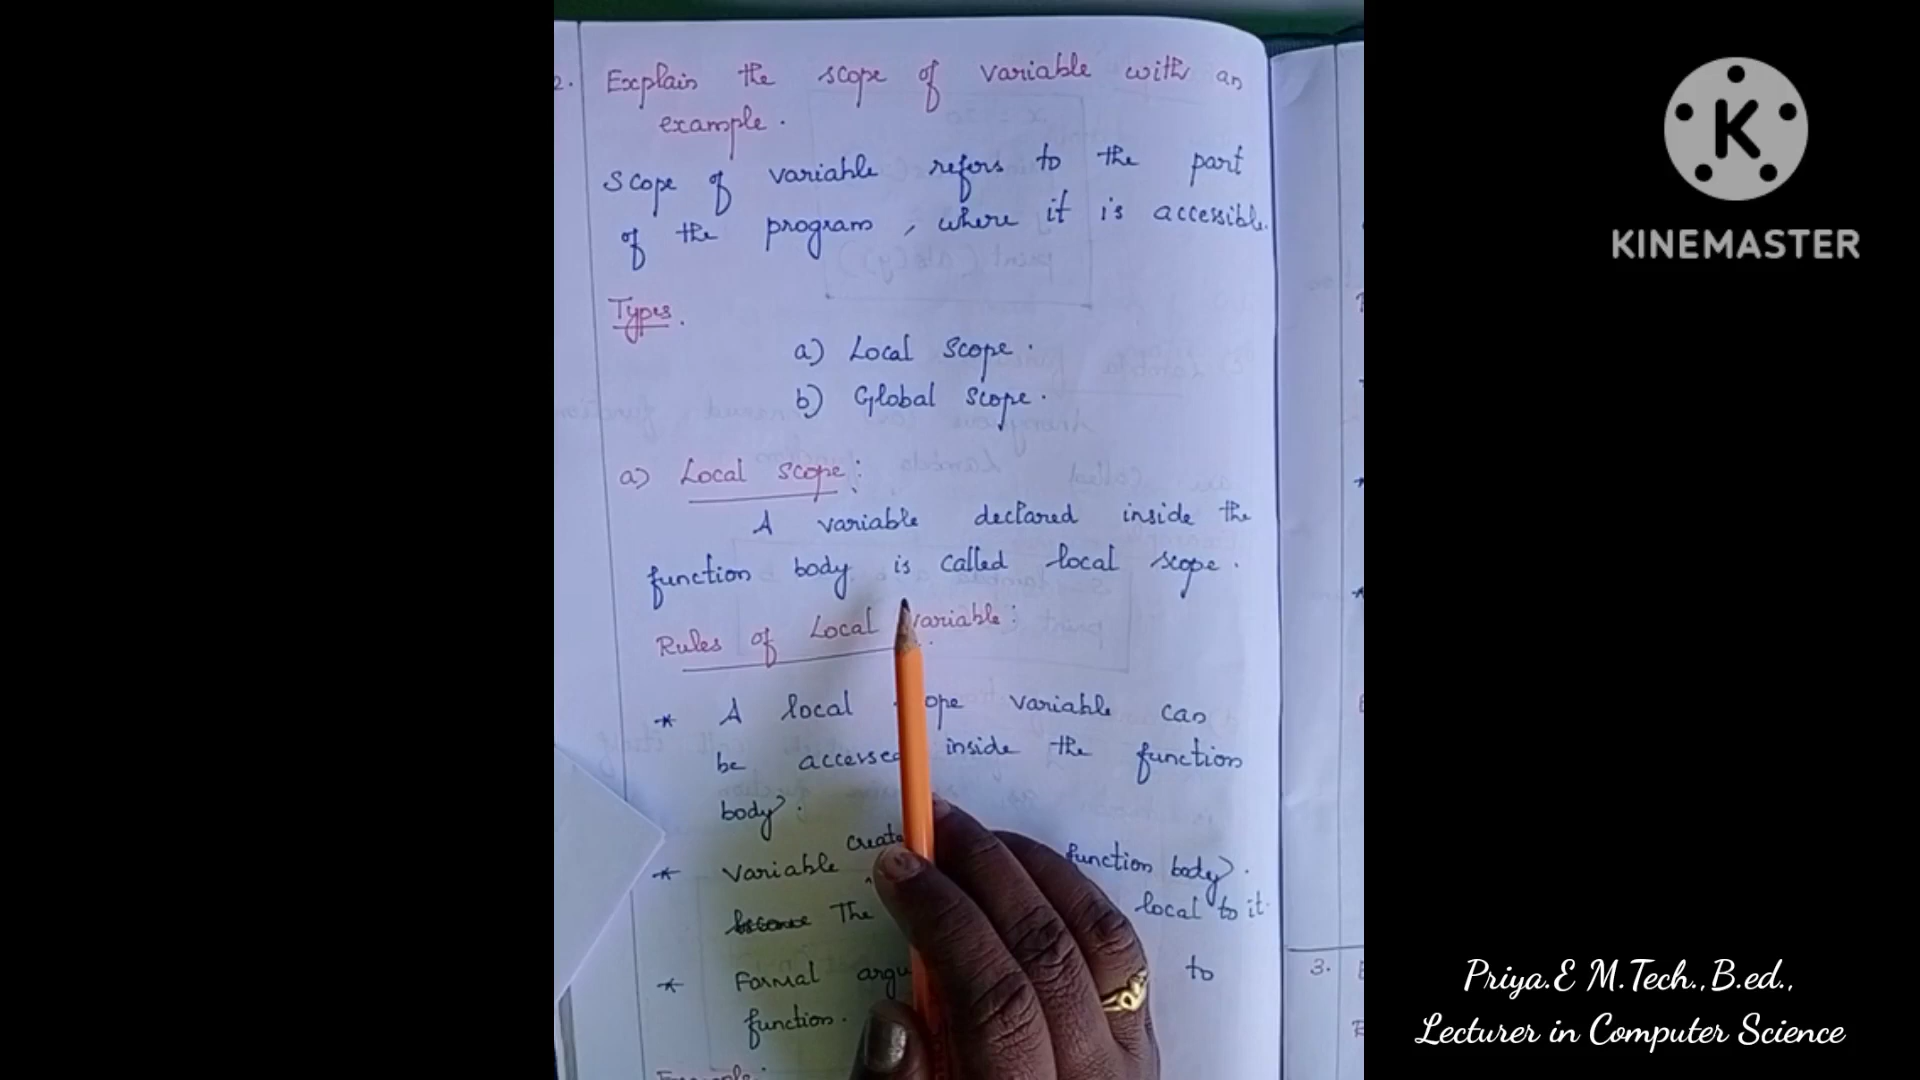 2. Explain the scope of variable with an
example.
Scope of variable refers to the part
of the program, where it is accessible.
Types.
a) Local Scope.
b) Global Scope.
a) Local Scope:
A variable declared inside the
function body is called local scope.
Rules of Local variable:
* A local variable can
be accessed inside the function
body.
* Variable function body.
The local to it.
* Formal to
function.
Example:
3.
K
KINEMASTER
Priya.E M.Tech.,B.ed.,
Lecturer in Computer Science